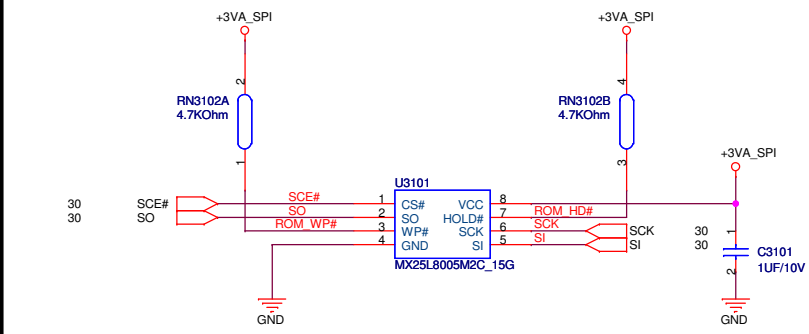 +3VA_SPI
+3VA_SPI
2
4
RN3102A
4.7KOhm
RN3102B
4.7KOhm
1
3
+3VA_SPI
U3101
30 SCE# SCE# 1 CS# VCC 8
30 SO SO 2 SO HOLD# 7 ROM_HD#
ROM_WP# 3 WP# SCK 6 SCK SCK 30
4 GND SI 5 SI SI 30
MX25L8005M2C_15G
1
C3101
1UF/10V
2
GND
GND